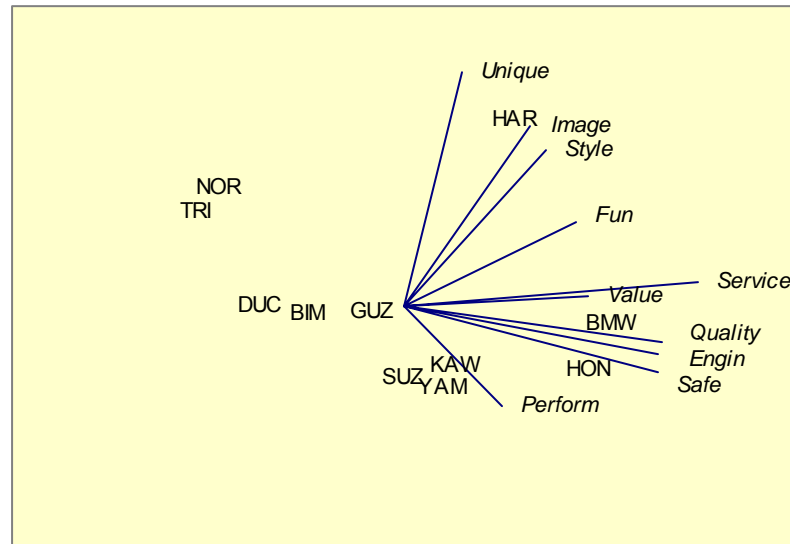 Unique
HAR
Image
Style
NOR
TRI
Fun
Service
Value
DUC
BIM
GUZ
BMW
Quality
Engin
KAW
HON
SUZ
YAM
Safe
Perform